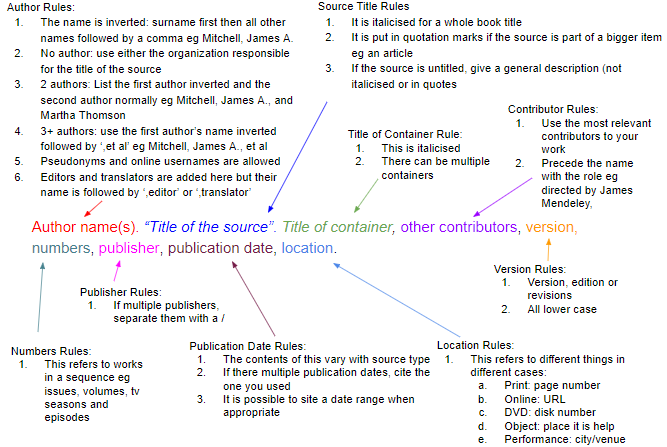 Author Rules:
1. The name is inverted: surname first then all other
names followed by a comma eg Mitchell, James A.
2. No author: use either the organization responsible
for the title of the source
3. 2 authors: List the first author inverted and the
second author normally eg Mitchell, James A., and
Martha Thomson
4. 3+ authors: use the first author's name inverted
followed by ',et al' eg Mitchell, James A., et al
5. Pseudonyms and online usernames are allowed
6. Editors and translators are added here but their
name is followed by ',editor' or ',translator'
Source Title Rules
1. It is italicised for a whole book title
2. It is put in quotation marks if the source is part of a bigger item
eg an article
3. If the source is untitled, give a general description (not
italicised or in quotes
Title of Container Rule:
1. This is italicised
2. There can be multiple
containers
Contributor Rules:
1. Use the most relevant
contributors to your
work
2. Precede the name
with the role eg
directed by James
Mendeley,
Author name(s). “Title of the source”. Title of container, other contributors, version,
numbers, publisher, publication date, location.
Publisher Rules:
1. If multiple publishers,
separate them with a /
Version Rules:
1. Version, edition or
revisions
2. All lower case
Numbers Rules:
1. This refers to works
in a sequence eg
issues, volumes, tv
seasons and
episodes
Publication Date Rules:
1. The contents of this vary with source type
2. If there multiple publication dates, cite the
one you used
3. It is possible to site a date range when
appropriate
Location Rules:
1. This refers to different things in
different cases:
a. Print: page number
b. Online: URL
c. DVD: disk number
d. Object: place it is help
e. Performance: city/venue